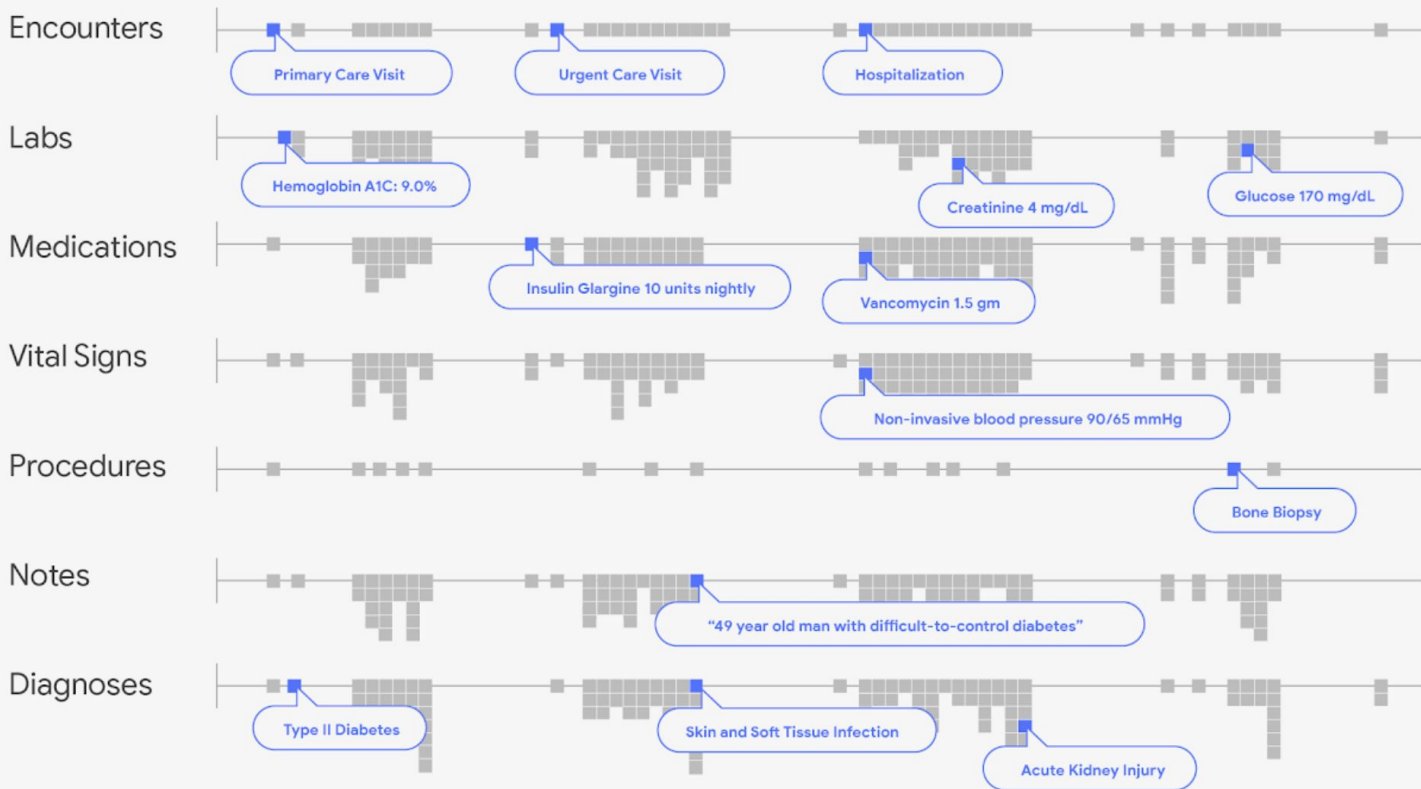 Encounters
Primary Care Visit
Urgent Care Visit
Hospitalization
Labs
Hemoglobin A1C: 9.0%
Creatinine 4 mg/dL
Glucose 170 mg/dL
Medications
Insulin Glargine 10 units nightly
Vancomycin 1.5 gm
Vital Signs
Non-invasive blood pressure 90/65 mmHg
Procedures
Bone Biopsy
Notes
“49 year old man with difficult-to-control diabetes”
Diagnoses
Type II Diabetes
Skin and Soft Tissue Infection
Acute Kidney Injury